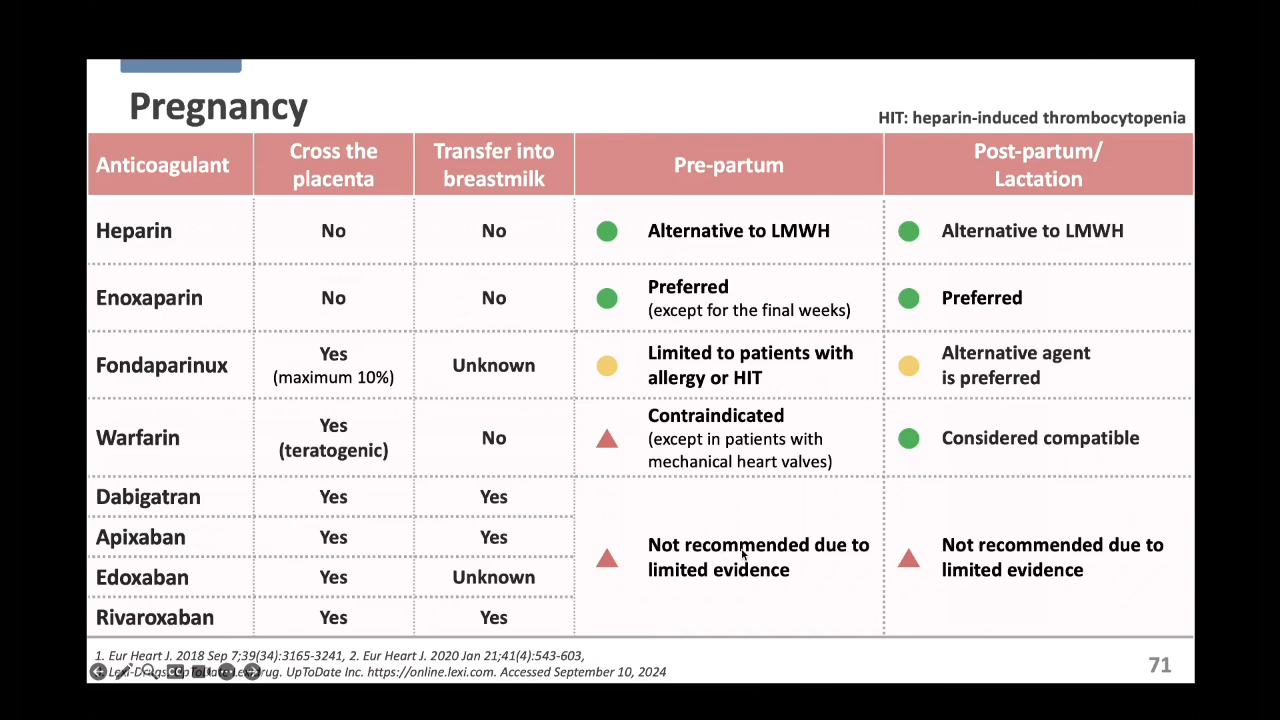 Pregnancy
HIT: heparin-induced thrombocytopenia
Anticoagulant
Cross the
placenta
Transfer into
breastmilk
Pre-partum
Post-partum/
Lactation
Heparin
No
No
Alternative to LMWH
Alternative to LMWH
Enoxaparin
No
No
Preferred
(except for the final weeks)
Preferred
Fondaparinux
Yes
(maximum 10%)
Unknown
Limited to patients with
allergy or HIT
Alternative agent
is preferred
Warfarin
Yes
(teratogenic)
No
Contraindicated
(except in patients with
mechanical heart valves)
Considered compatible
Dabigatran
Yes
Yes
Apixaban
Yes
Yes
Edoxaban
Yes
Unknown
Rivaroxaban
Yes
Yes
Not recommended due to
limited evidence
Not recommended due to
limited evidence
1. Eur Heart J. 2018 Sep 7;39(34):3165-3241, 2. Eur Heart J. 2020 Jan 21;41(4):543-603,
UpToDate Inc. https://online.lexi.com. Accessed September 10, 2024
71